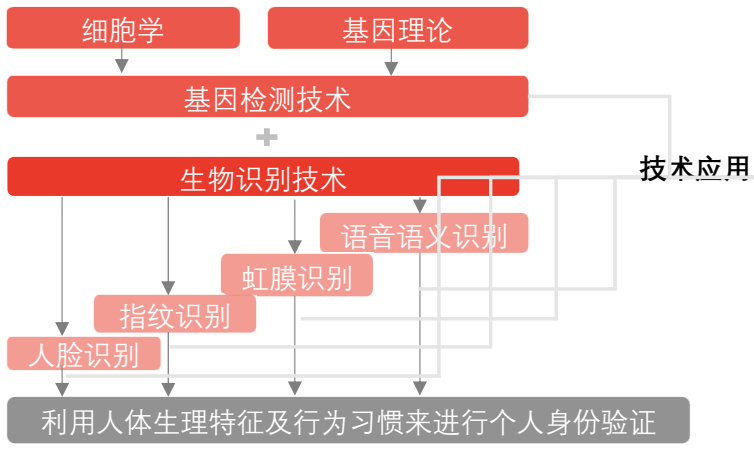 细胞学
基因理论
基因检测技术
生物识别技术
技术应用
语音语义识别
虹膜识别
指纹识别
人脸识别
利用人体生理特征及行为习惯来进行个人身份验证